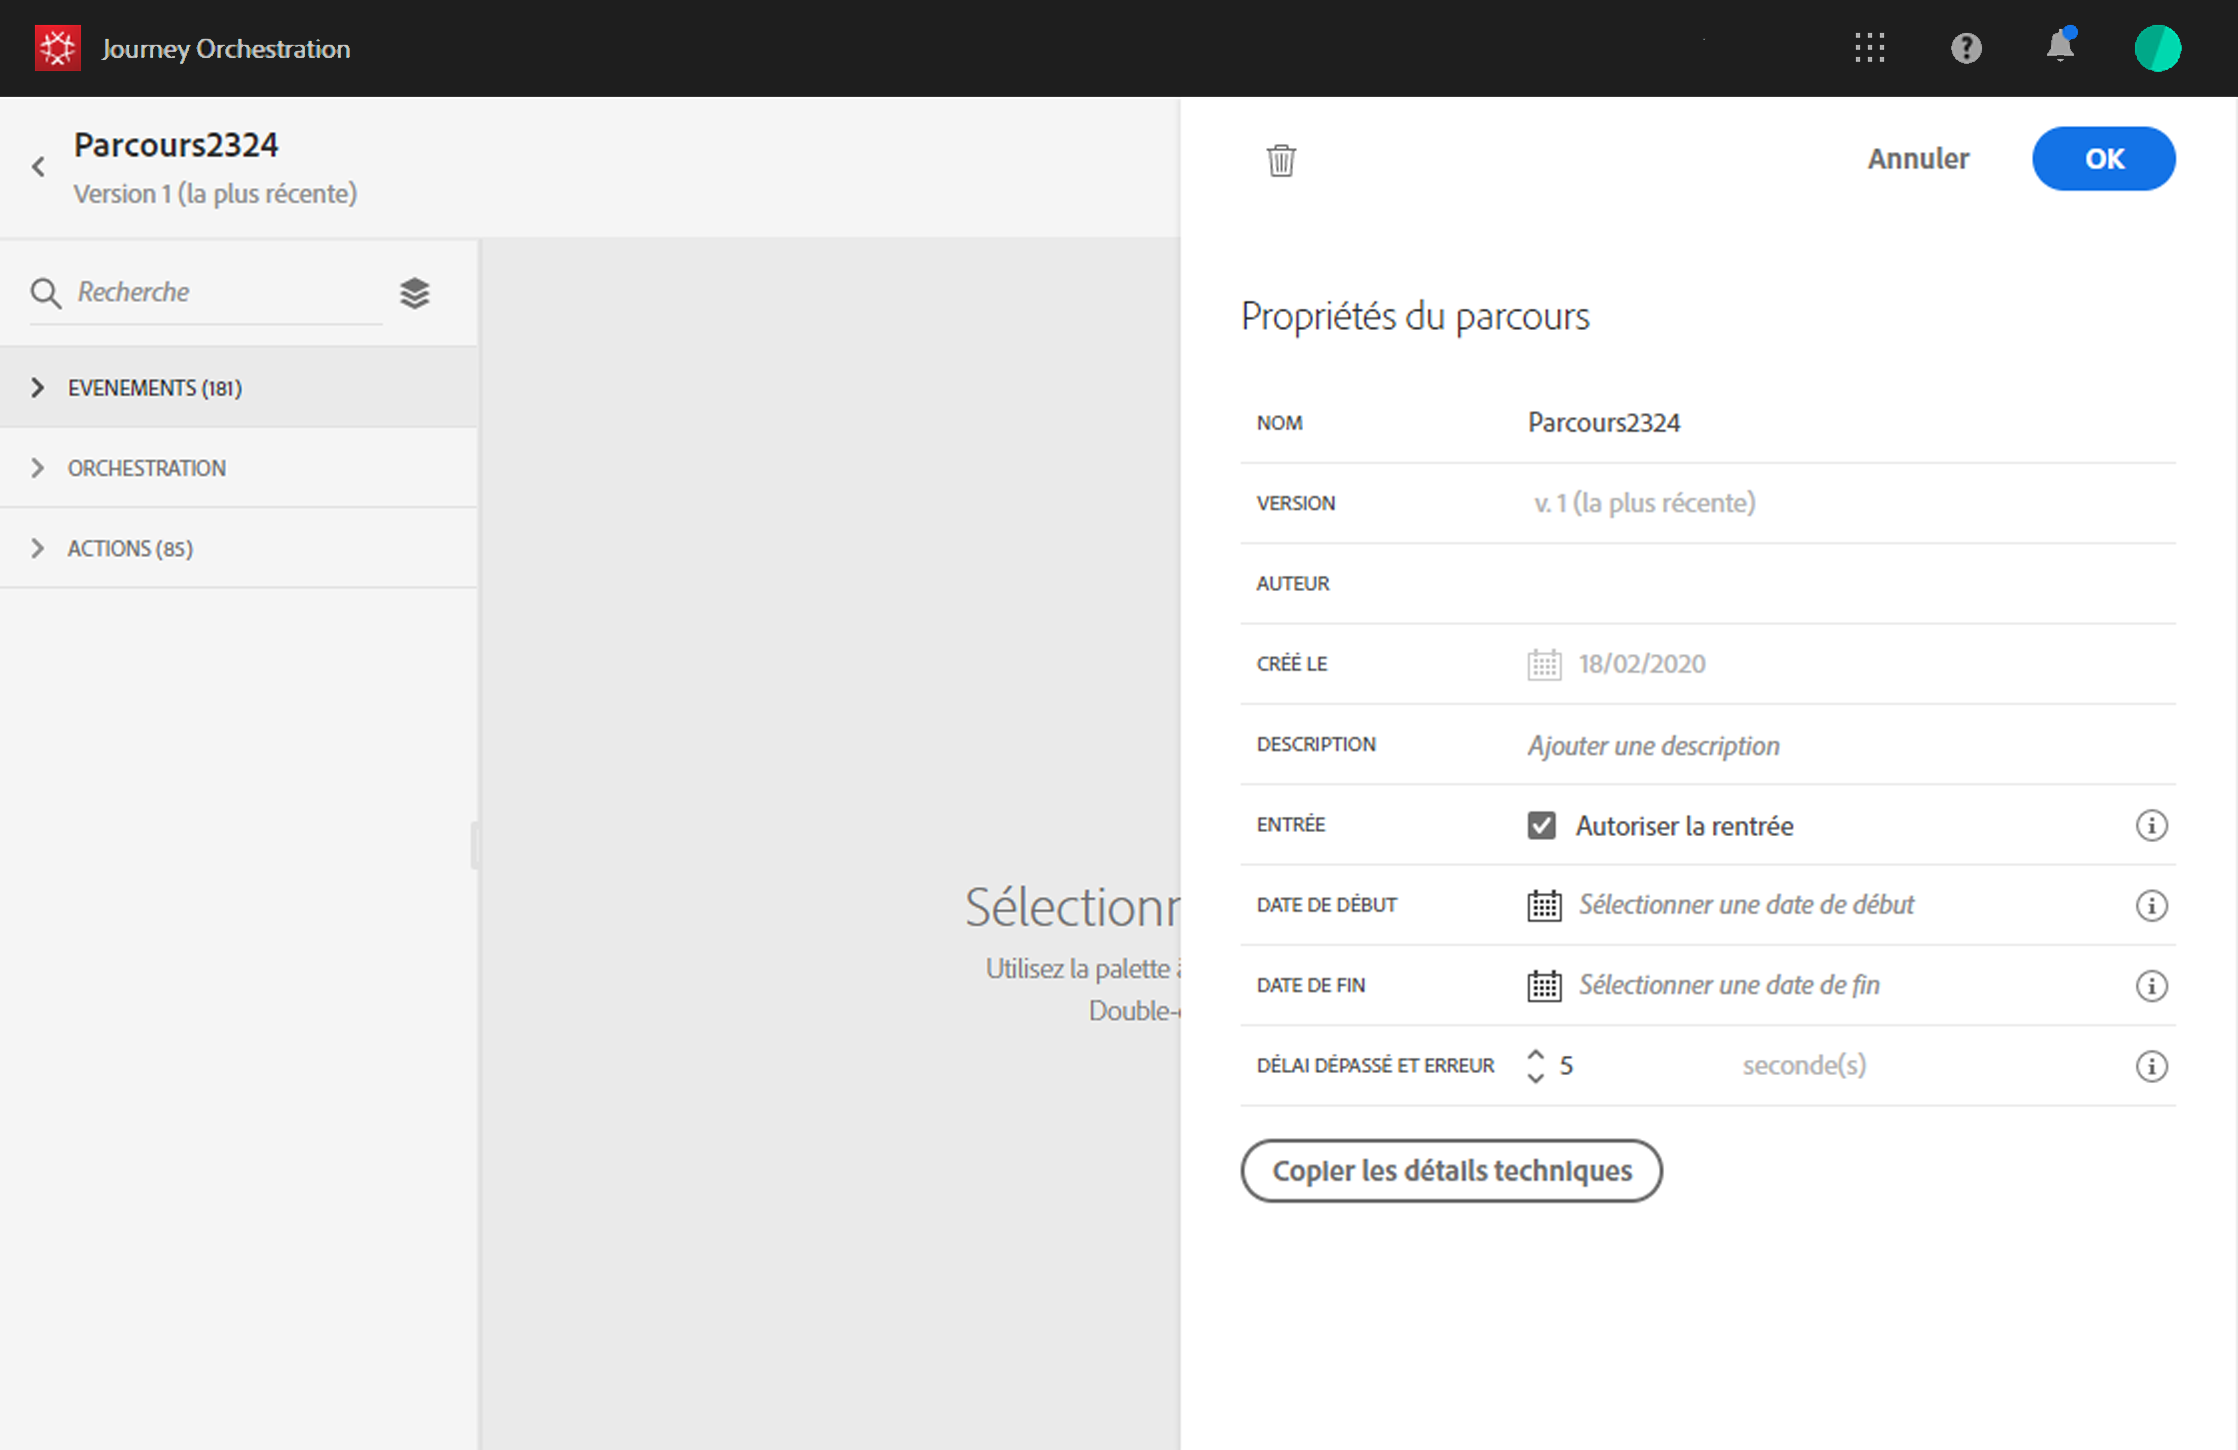 Journey Orchestration
Parcours2324
Version 1 (la plus récente)
Annuler
OK
Recherche
EVENEMENTS (181)
ORCHESTRATION
ACTIONS (85)
Sélectionn
Utilisez la palette
Double-
Propriétés du parcours
NOM Parcours2324
VERSION v. 1 (la plus récente)
AUTEUR
CRÉÉ LE 18/02/2020
DESCRIPTION Ajouter une description
ENTRÉE Autoriser la rentrée
DATE DE DÉBUT Sélectionner une date de début
DATE DE FIN Sélectionner une date de fin
DÉLAI DÉPASSÉ ET ERREUR 5 seconde(s)
Copier les détails techniques